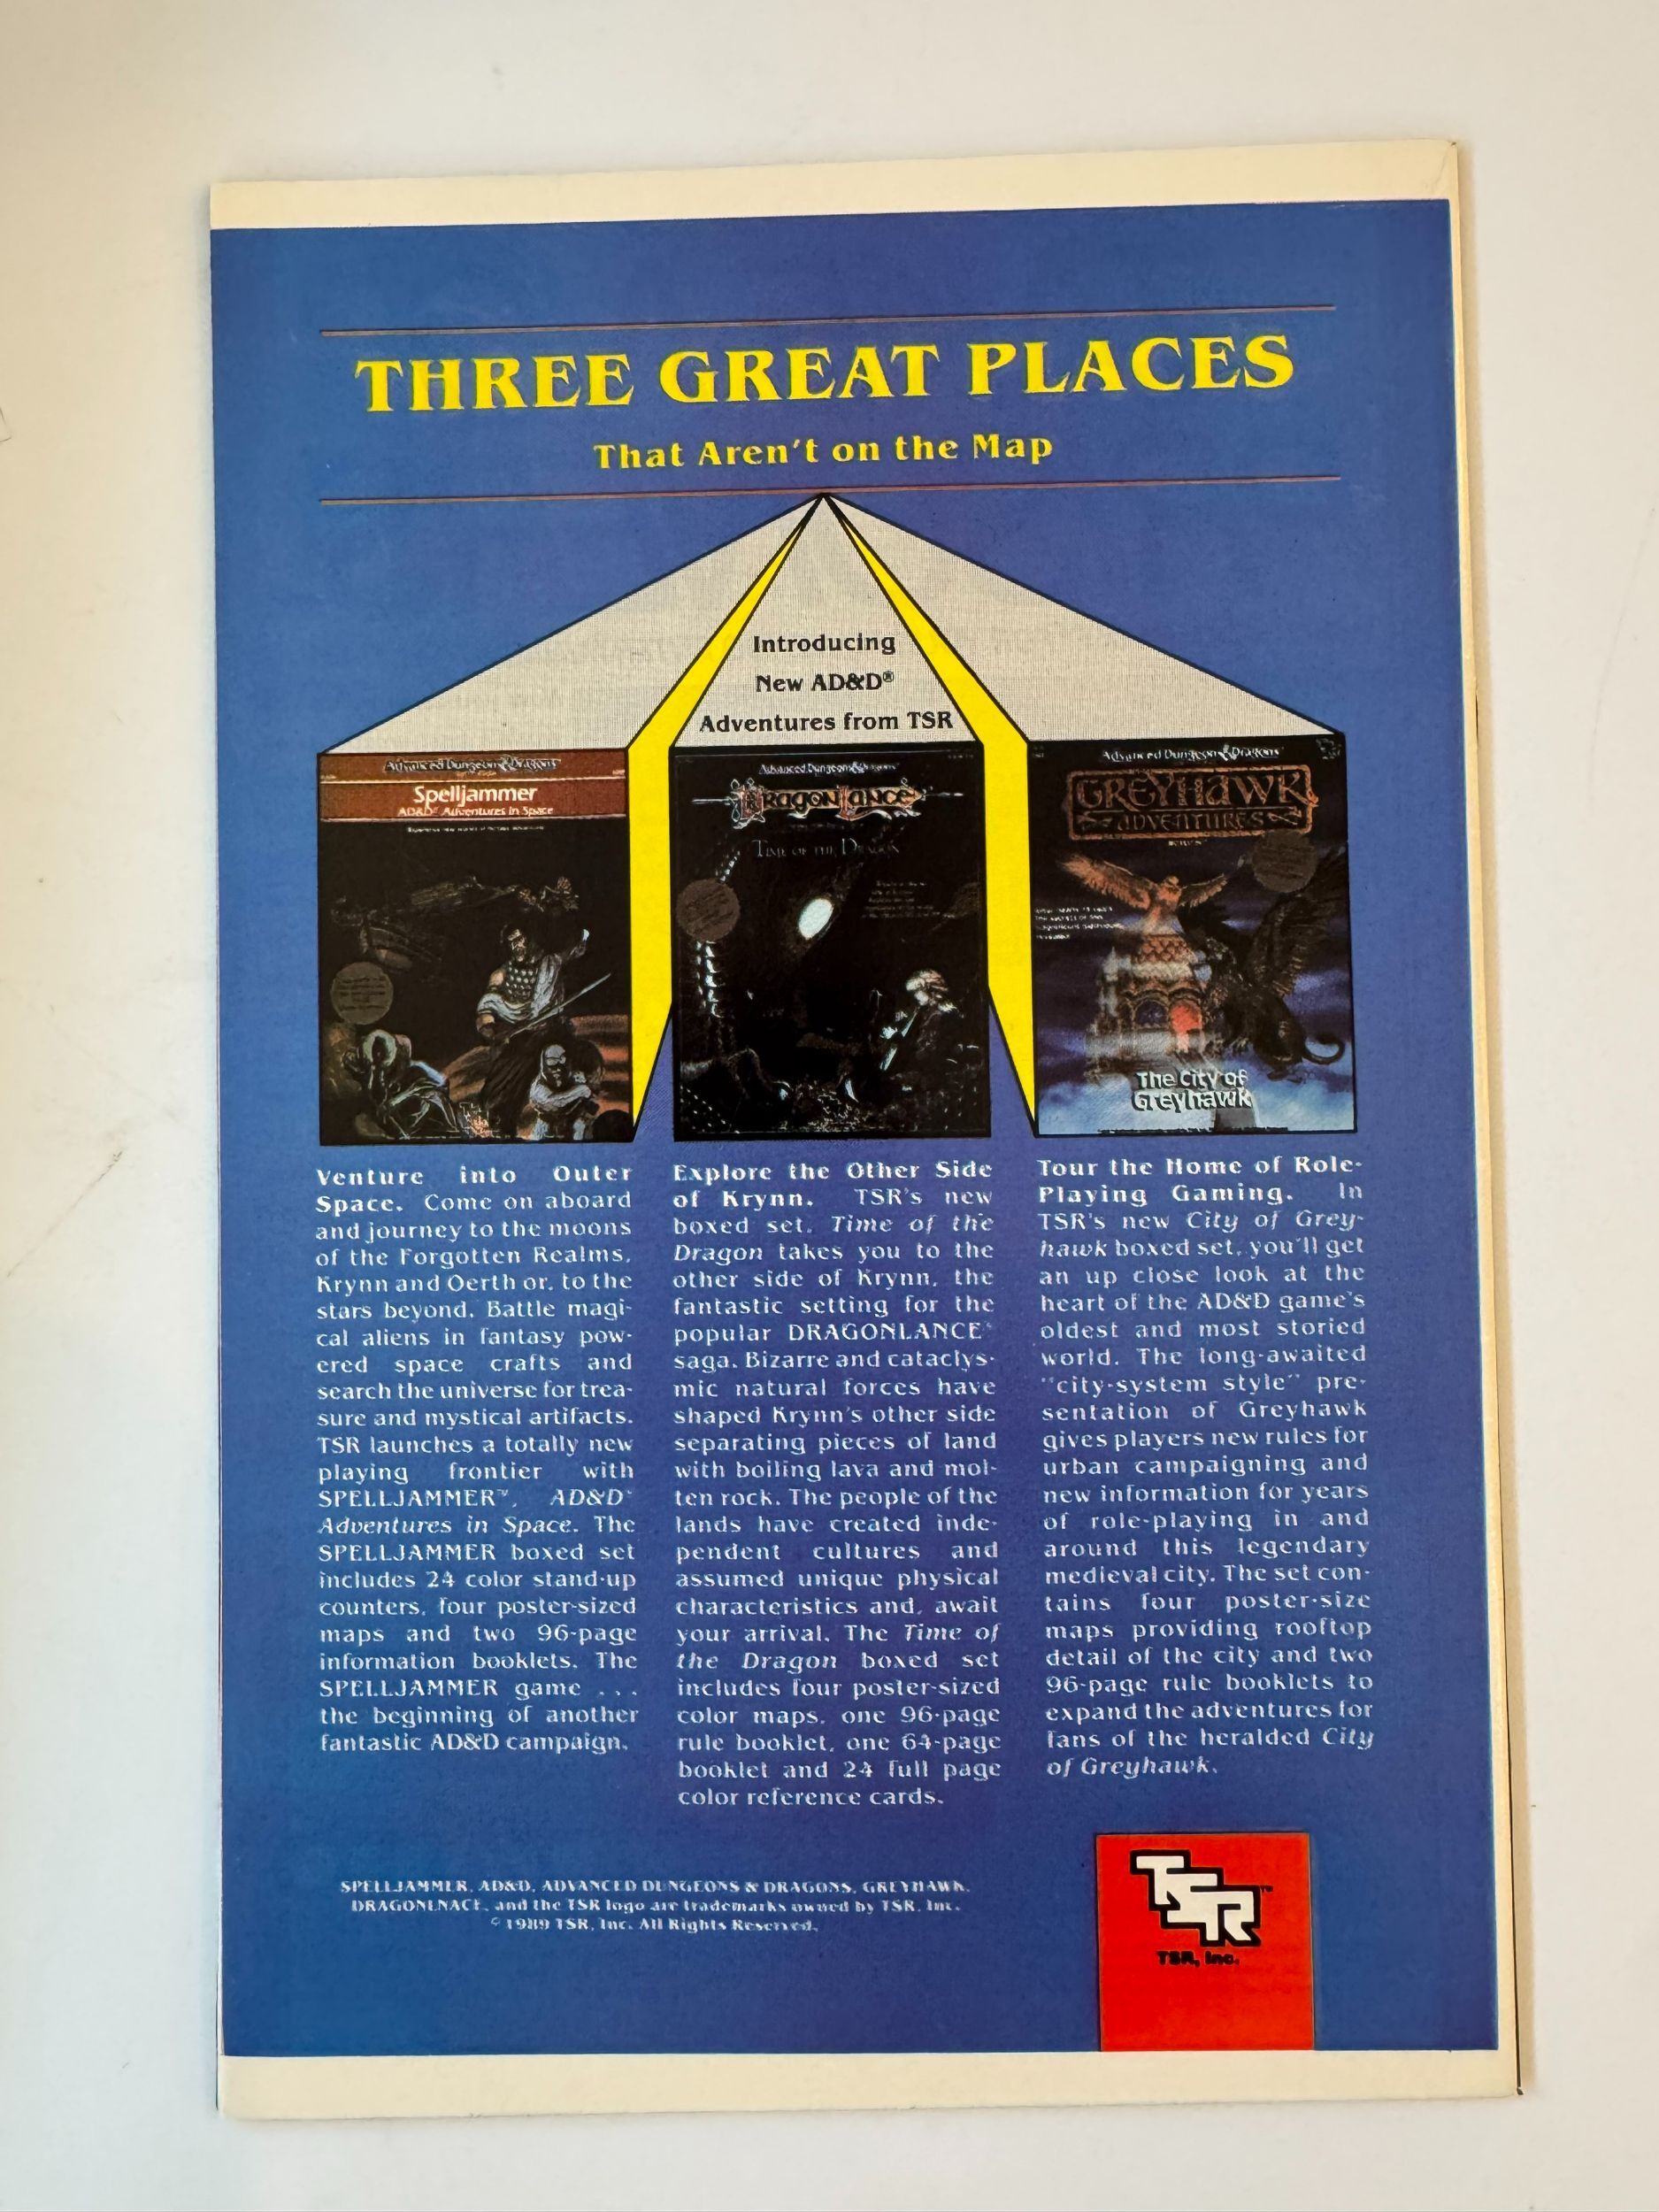 THREE GREAT PLACES
That Aren't on the Map
Introducing
New AD&D®
Adventures from TSR
Advanced Dungeons & Dragons
Spelljammer
AD&D® Adventures in Space
Advanced Dungeons & Dragons
DRAGONLANCE
TIME OF THE DRAGON
Advanced Dungeons & Dragons
GREYHAWK
ADVENTURES
The City of
Greyhawk
Venture into Outer
Space. Come on aboard
and journey to the moons
of the Forgotten Realms,
Krynn and Oerth or, to the
stars beyond. Battle magi-
cal aliens in fantasy pow-
ered space crafts and
search the universe for trea-
sure and mystical artifacts.
TSR launches a totally new
playing frontier with
SPELLJAMMER™, AD&D®
Adventures in Space. The
SPELLJAMMER boxed set
includes 24 color stand-up
counters, four poster-sized
maps and two 96-page
information booklets. The
SPELLJAMMER game ...
the beginning of another
fantastic AD&D campaign.
Explore the Other Side
of Krynn. TSR's new
boxed set, Time of the
Dragon takes you to the
other side of Krynn, the
fantastic setting for the
popular DRAGONLANCE®
saga. Bizarre and cataclys-
mic natural forces have
shaped Krynn's other side
separating pieces of land
with boiling lava and mol-
ten rock. The people of the
lands have created inde-
pendent cultures and
assumed unique physical
characteristics and, await
your arrival. The Time of
the Dragon boxed set
includes four poster-sized
color maps, one 96-page
rule booklet, one 64-page
booklet and 24 full page
color reference cards.
Tour the Home of Role-
Playing Gaming. In
TSR's new City of Grey-
hawk boxed set, you'll get
an up close look at the
heart of the AD&D game's
oldest and most storied
world. The long-awaited
"city-system style" pre-
sentation of Greyhawk
gives players new rules for
urban campaigning and
new information for years
of role-playing in and
around this legendary
medieval city. The set con-
tains four poster-size
maps providing rooftop
detail of the city and two
96-page rule booklets to
expand the adventures for
fans of the heralded City
of Greyhawk.
SPELLJAMMER, AD&D, ADVANCED DUNGEONS & DRAGONS, GREYHAWK,
DRAGONLNACE, and the TSR logo are trademarks owned by TSR, Inc.
©1989 TSR, Inc. All Rights Reserved.
TSR™
TSR, Inc.